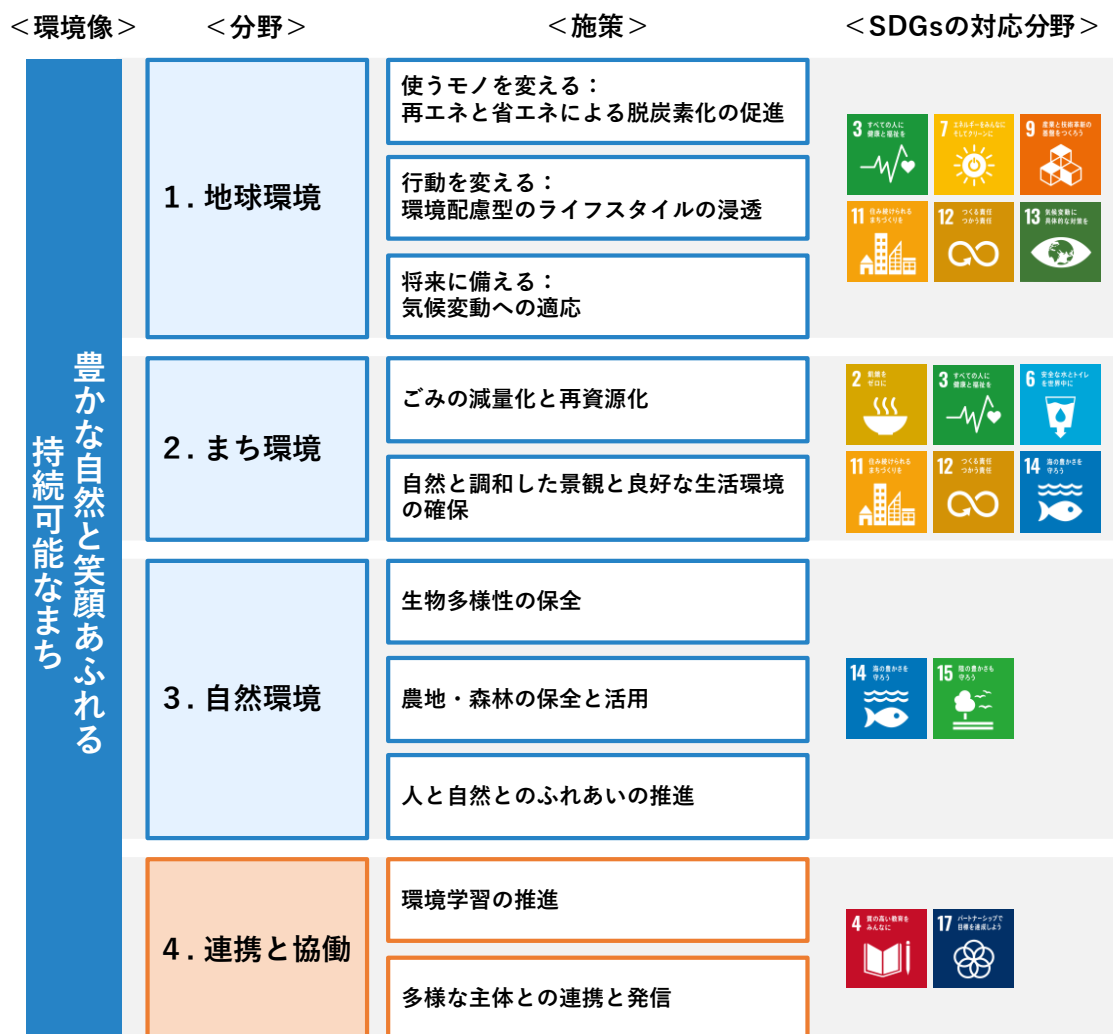 ＜環境像＞
＜分野＞
＜施策＞
＜SDGsの対応分野＞
豊かな自然と笑顔あふれる
持続可能なまち
1. 地球環境
使うモノを変える：
再エネと省エネによる脱炭素化の促進
行動を変える：
環境配慮型のライフスタイルの浸透
将来に備える：
気候変動への適応
3 すべての人に
健康と福祉を
7 エネルギーをみんなに
そしてクリーンに
9 産業と技術革新の
基盤をつくろう
11 住み続けられる
まちづくりを
12 つくる責任
つかう責任
13 気候変動に
具体的な対策を
2. まち環境
ごみの減量化と再資源化
自然と調和した景観と良好な生活環境
の確保
2 飢餓を
ゼロに
3 すべての人に
健康と福祉を
6 安全な水とトイレ
を世界中に
11 住み続けられる
まちづくりを
12 つくる責任
つかう責任
14 海の豊かさを
守ろう
3. 自然環境
生物多様性の保全
農地・森林の保全と活用
人と自然とのふれあいの推進
14 海の豊かさを
守ろう
15 陸の豊かさも
守ろう
4. 連携と協働
環境学習の推進
多様な主体との連携と発信
4 質の高い教育を
みんなに
17 パートナーシップで
目標を達成しよう